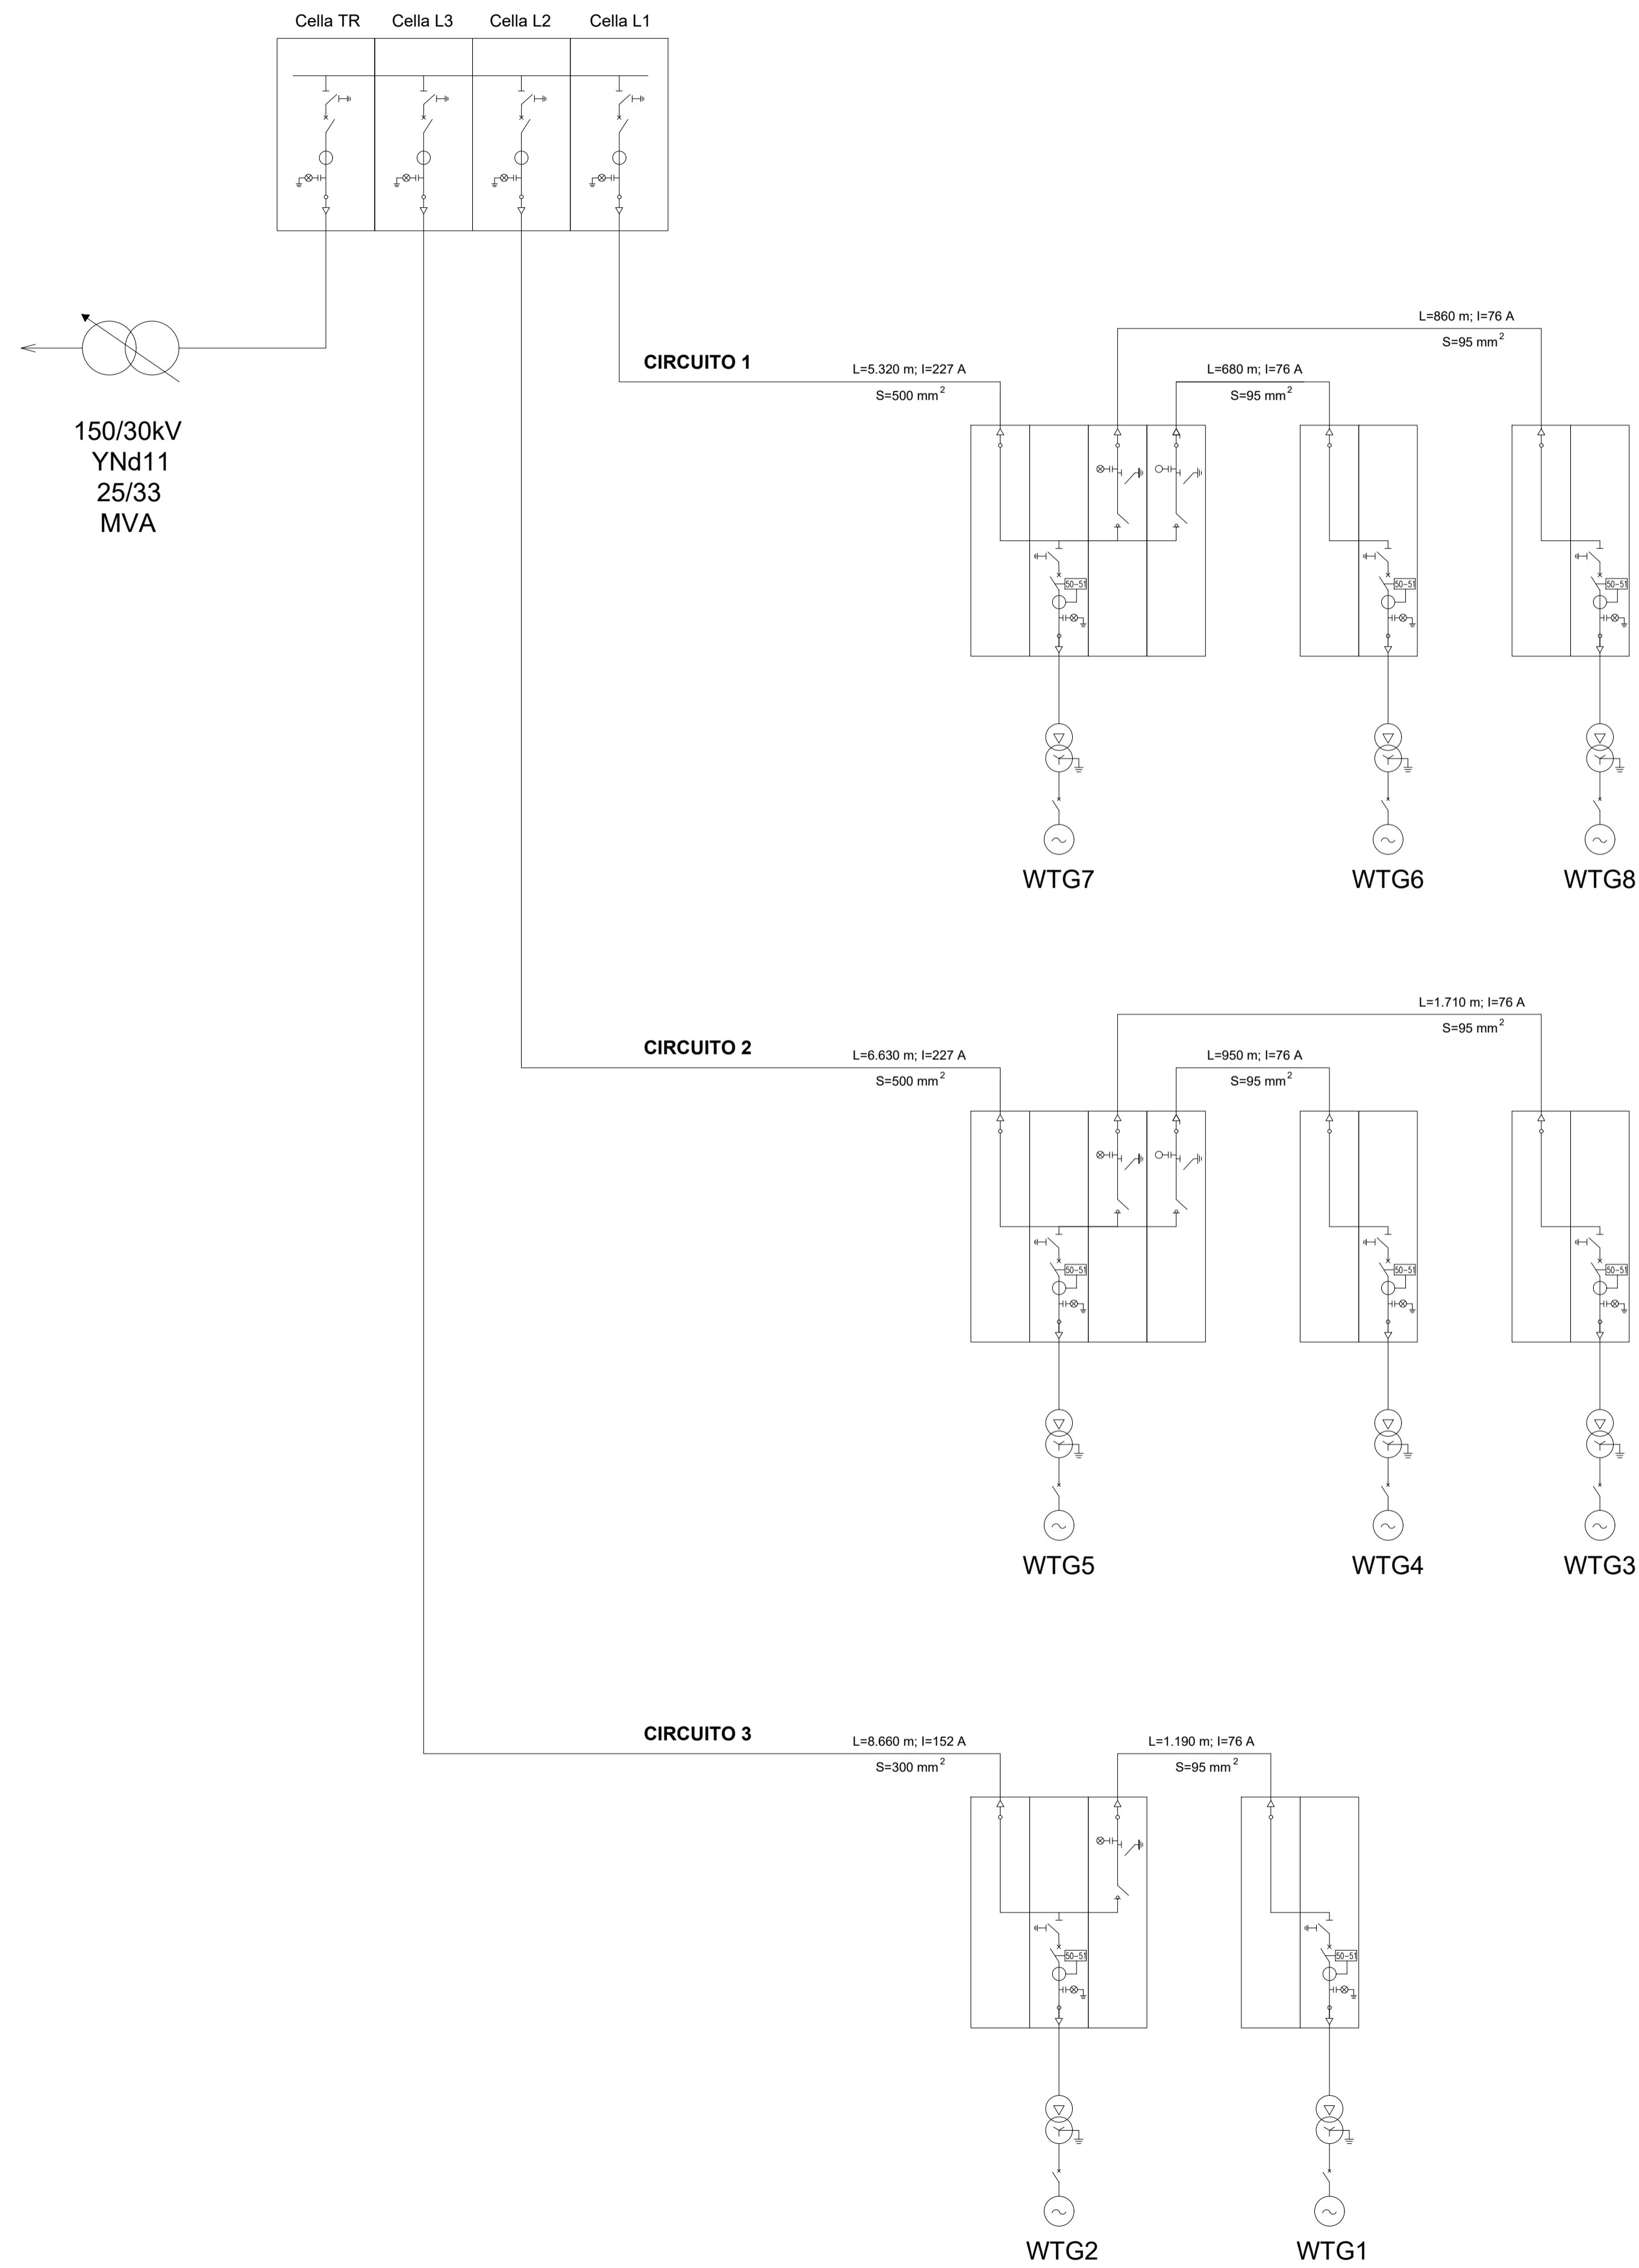 Cella TR
Cella L3
Cella L2
Cella L1
150/30kV
YNd11
25/33
MVA
CIRCUITO 1
L=5.320 m; I=227 A
S=500 mm²
L=860 m; I=76 A
S=95 mm²
L=680 m; I=76 A
S=95 mm²
50-51
50-51
50-51
WTG7
WTG6
WTG8
CIRCUITO 2
L=6.630 m; I=227 A
S=500 mm²
L=1.710 m; I=76 A
S=95 mm²
L=950 m; I=76 A
S=95 mm²
50-51
50-51
50-51
WTG5
WTG4
WTG3
CIRCUITO 3
L=8.660 m; I=152 A
S=300 mm²
L=1.190 m; I=76 A
S=95 mm²
50-51
50-51
WTG2
WTG1